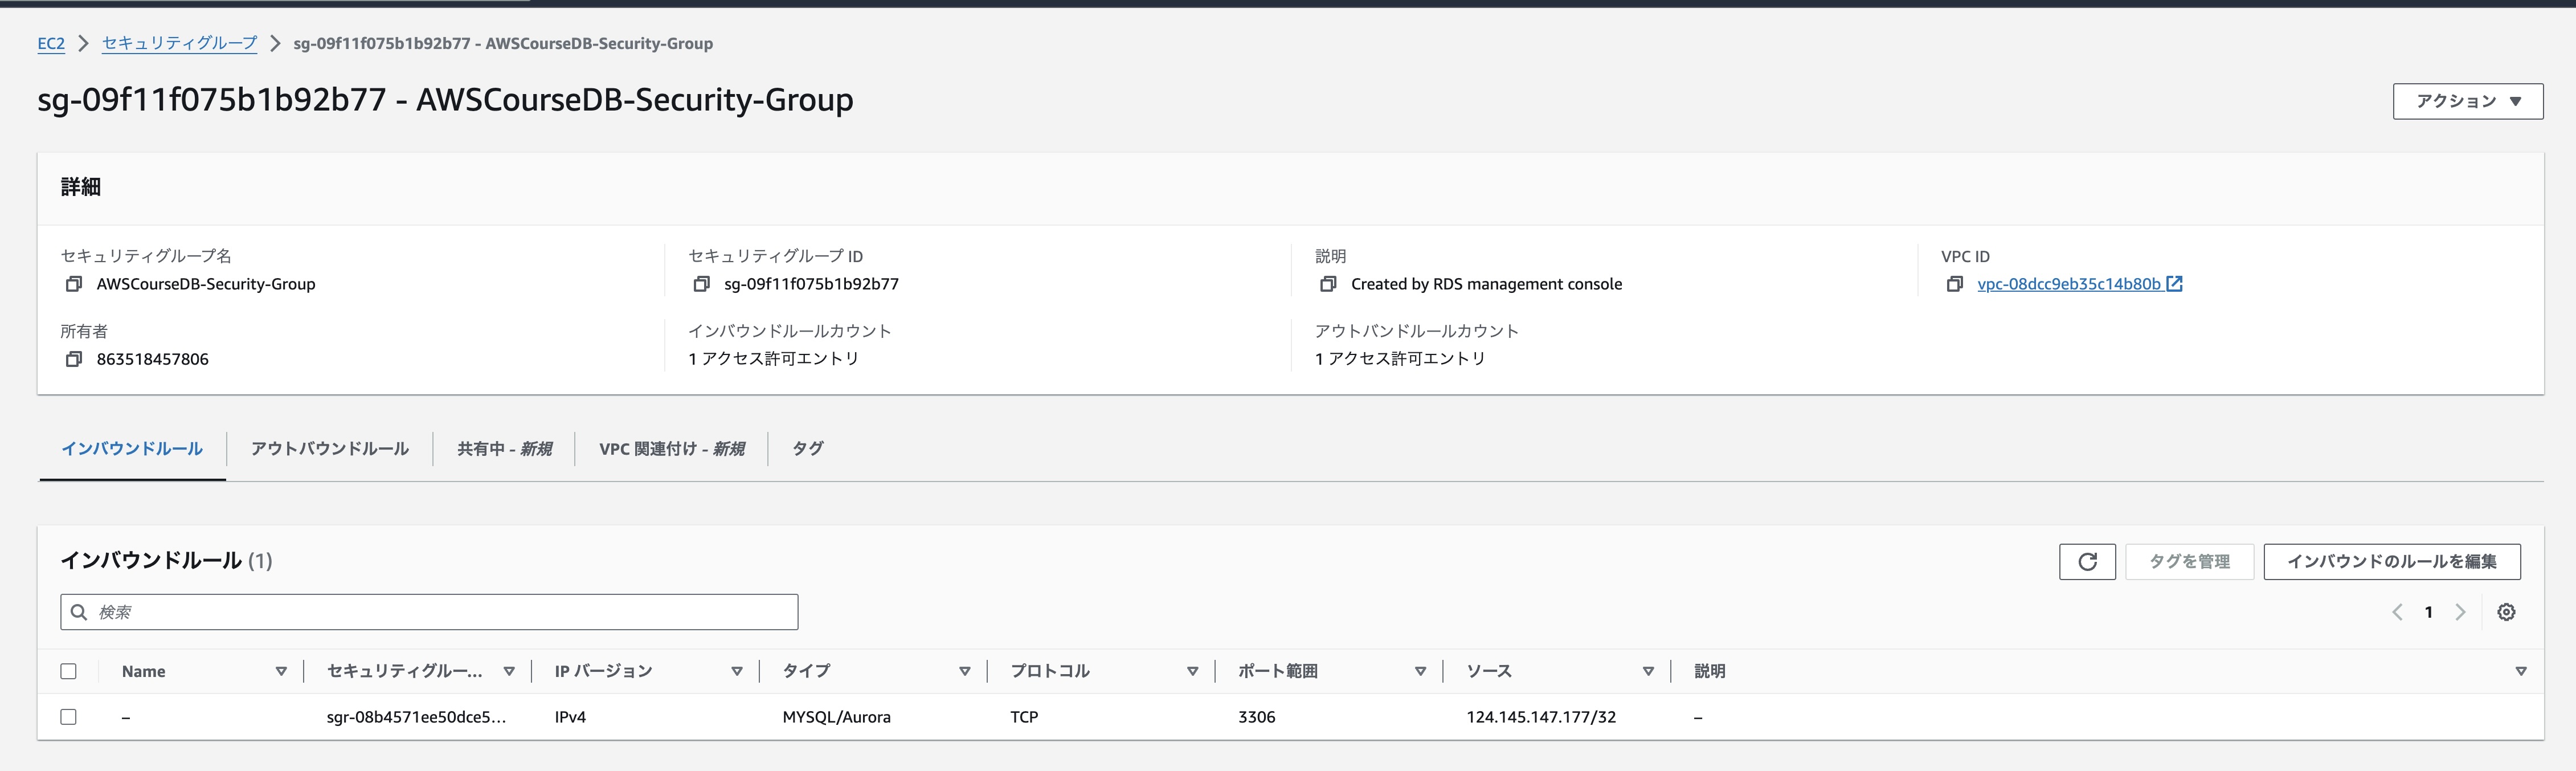 EC2 > セキュリティグループ > sg-09f11f075b1b92b77 - AWSCourseDB-Security-Group
sg-09f11f075b1b92b77 - AWSCourseDB-Security-Group
アクション
詳細
セキュリティグループ名
AWSCourseDB-Security-Group
セキュリティグループ ID
sg-09f11f075b1b92b77
説明
Created by RDS management console
VPC ID
vpc-08dcc9eb35c14b80b
所有者
863518457806
インバウンドルールカウント
1 アクセス許可エントリ
アウトバンドルールカウント
1 アクセス許可エントリ
インバウンドルール
アウトバウンドルール
共有中 - 新規
VPC 関連付け - 新規
タグ
インバウンドルール (1)
タグを管理
インバウンドのルールを編集
検索
1
Name セキュリティグルー... IP バージョン タイプ プロトコル ポート範囲 ソース 説明
– sgr-08b4571ee50dce5... IPv4 MYSQL/Aurora TCP 3306 124.145.147.177/32 –